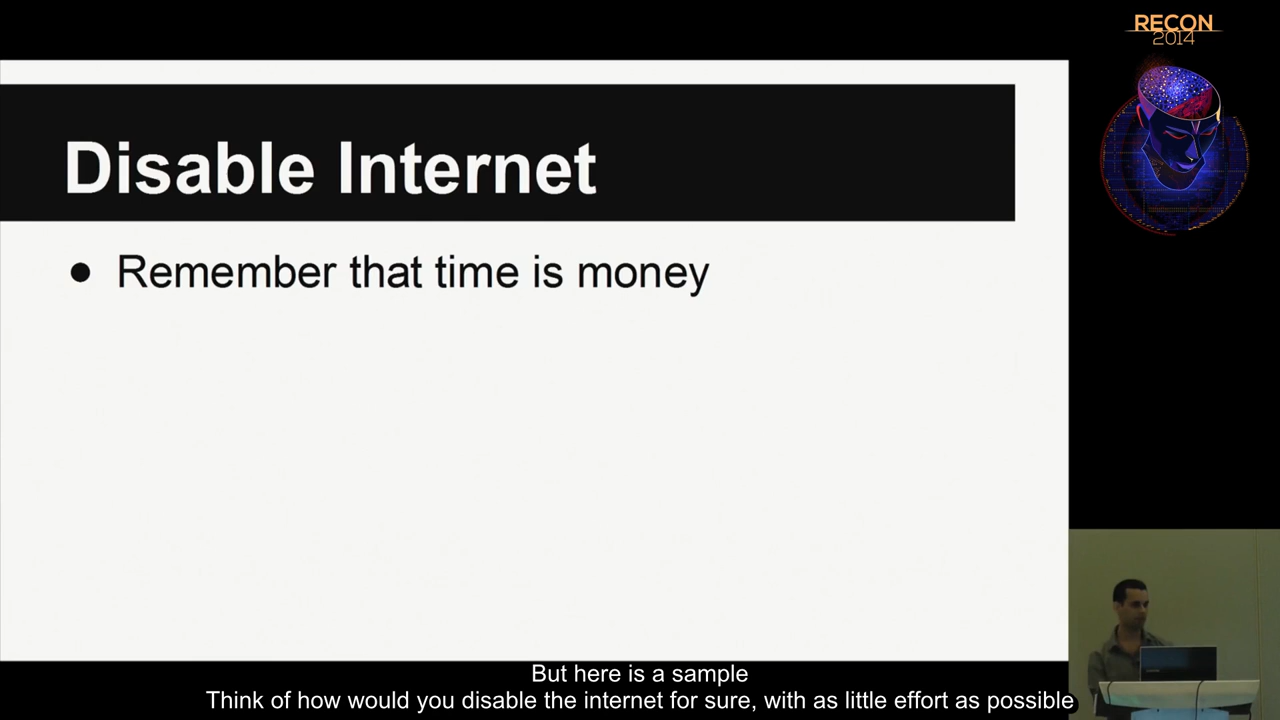 RECON
2014
Disable Internet
● Remember that time is money
But here is a sample
Think of how would you disable the internet for sure, with as little effort as possible